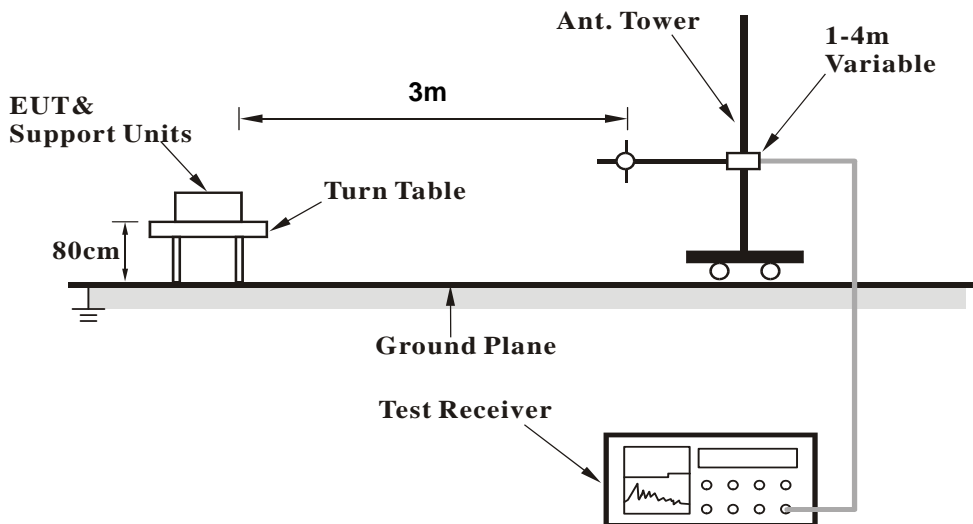 Ant. Tower
1-4m
Variable
3m
EUT&
Support Units
Turn Table
80cm
Ground Plane
Test Receiver